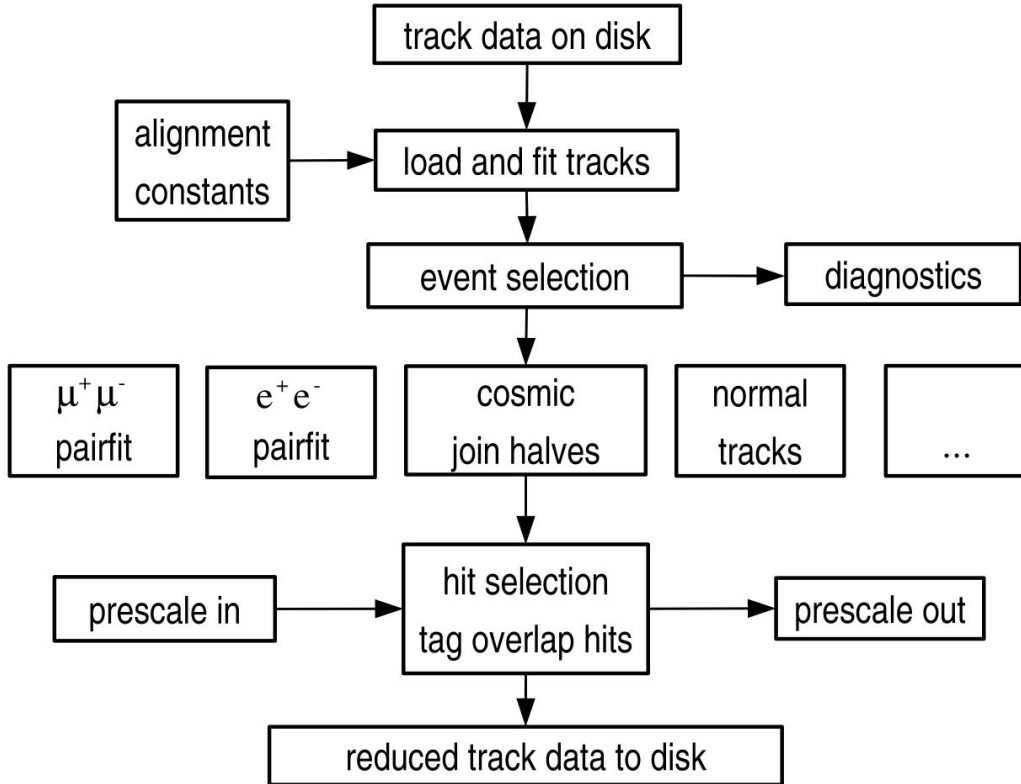 track data on disk
alignment
constants
load and fit tracks
event selection
diagnostics
μ⁺μ⁻
pairfit
e⁺e⁻
pairfit
cosmic
join halves
normal
tracks
...
prescale in
hit selection
tag overlap hits
prescale out
reduced track data to disk